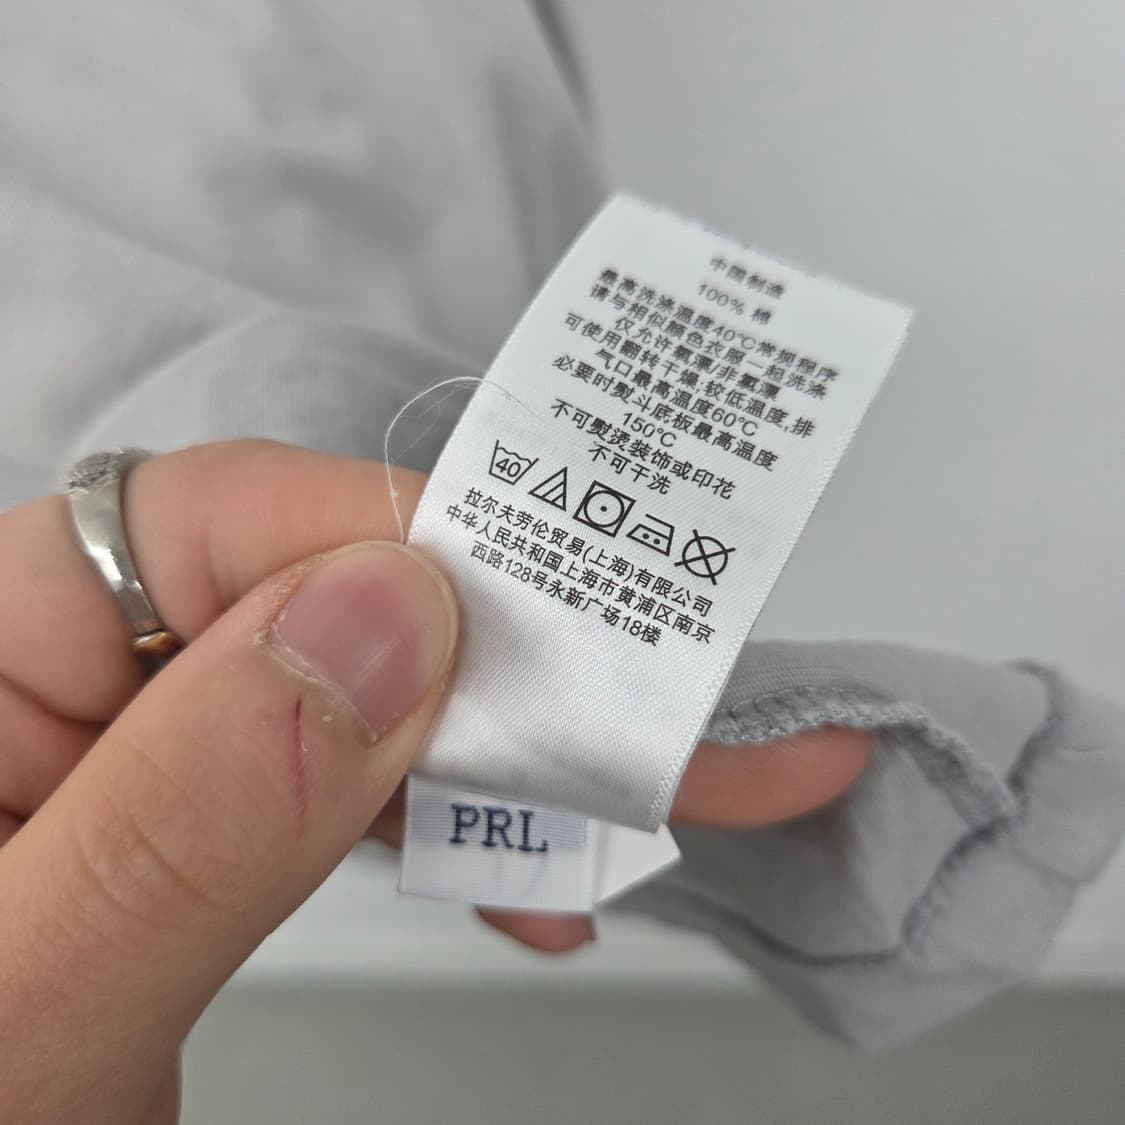 中国制造
100% 棉
最高洗涤温度40℃常规程序
请与相似颜色衣服一起洗涤
仅允许氧漂/非氯漂
可使用翻转干燥;较低温度,排
气口最高温度60℃
必要时熨斗底板最高温度
150℃
不可熨烫装饰或印花
不可干洗
40
拉尔夫劳伦贸易(上海)有限公司
中华人民共和国上海市黄浦区南京
西路128号永新广场18楼
PRL